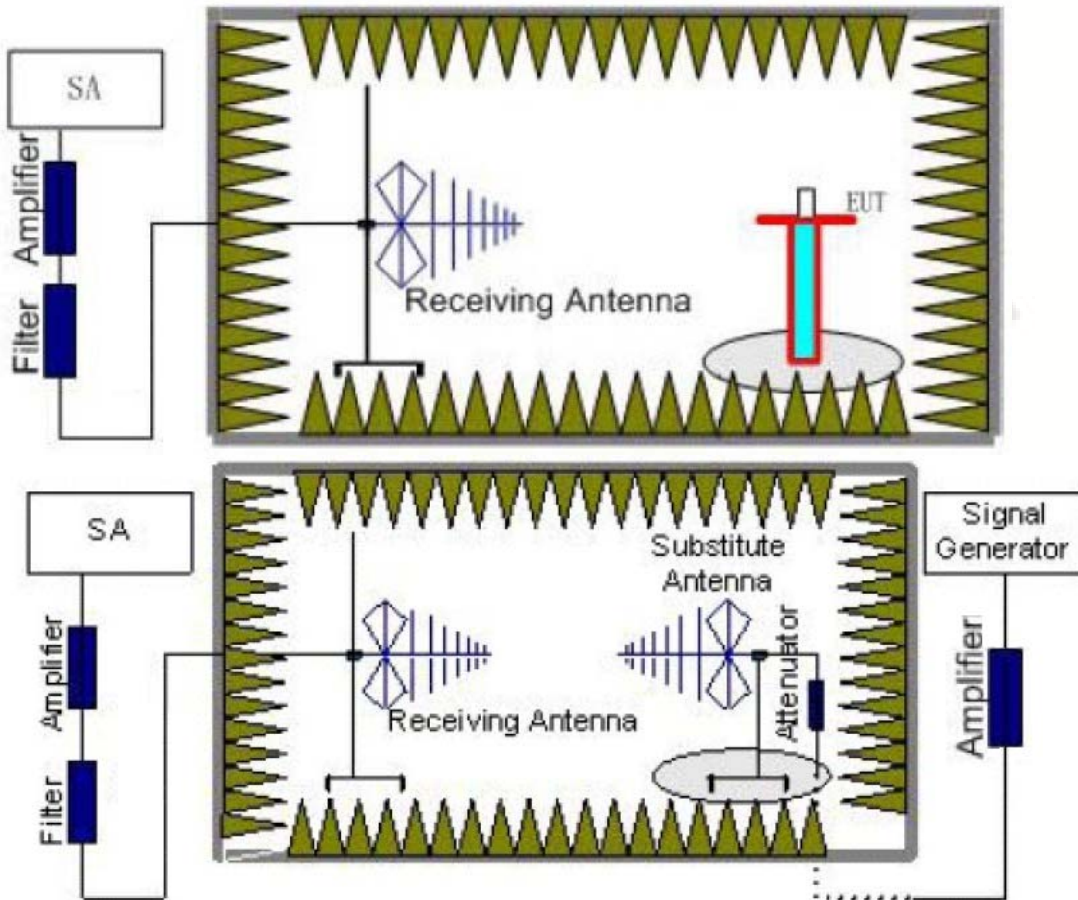 SA
Amplifier
Filter
EUT
Receiving Antenna
SA
Amplifier
Filter
Receiving Antenna
Substitute
Antenna
Attenuator
Signal
Generator
Amplifier